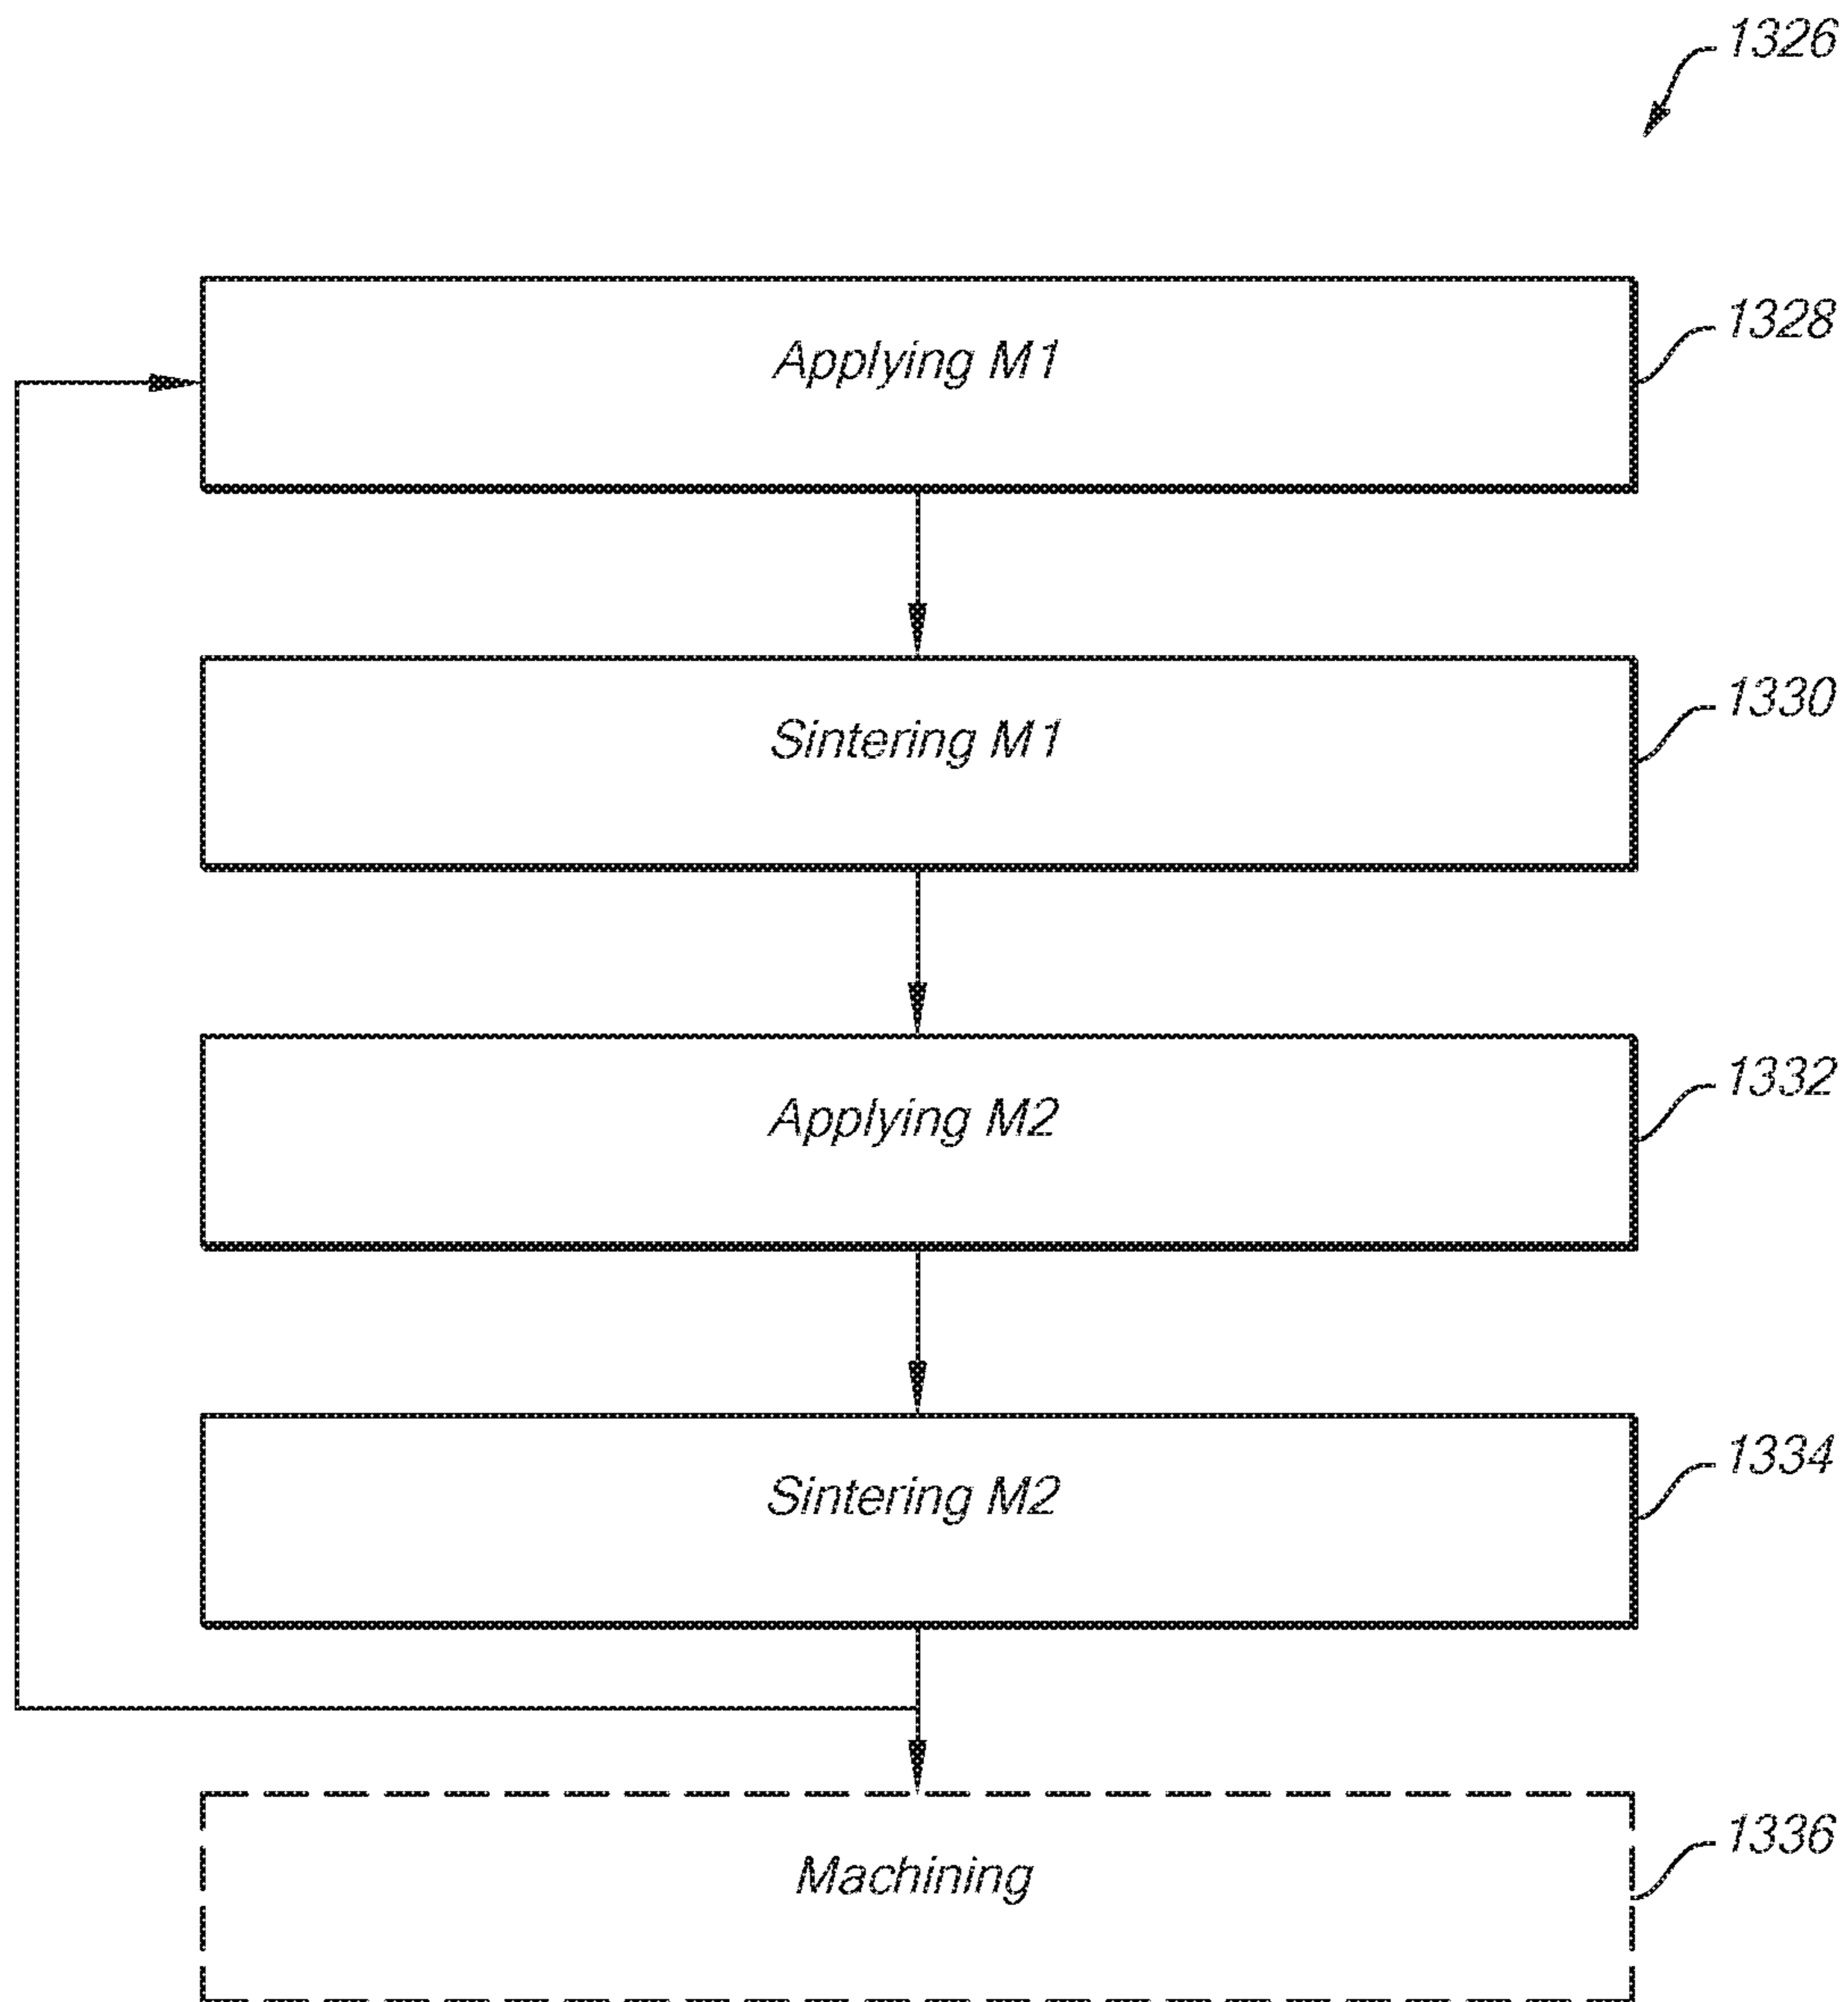 1326
Applying M1
1328
Sintering M1
1330
Applying M2
1332
Sintering M2
1334
Machining
1336